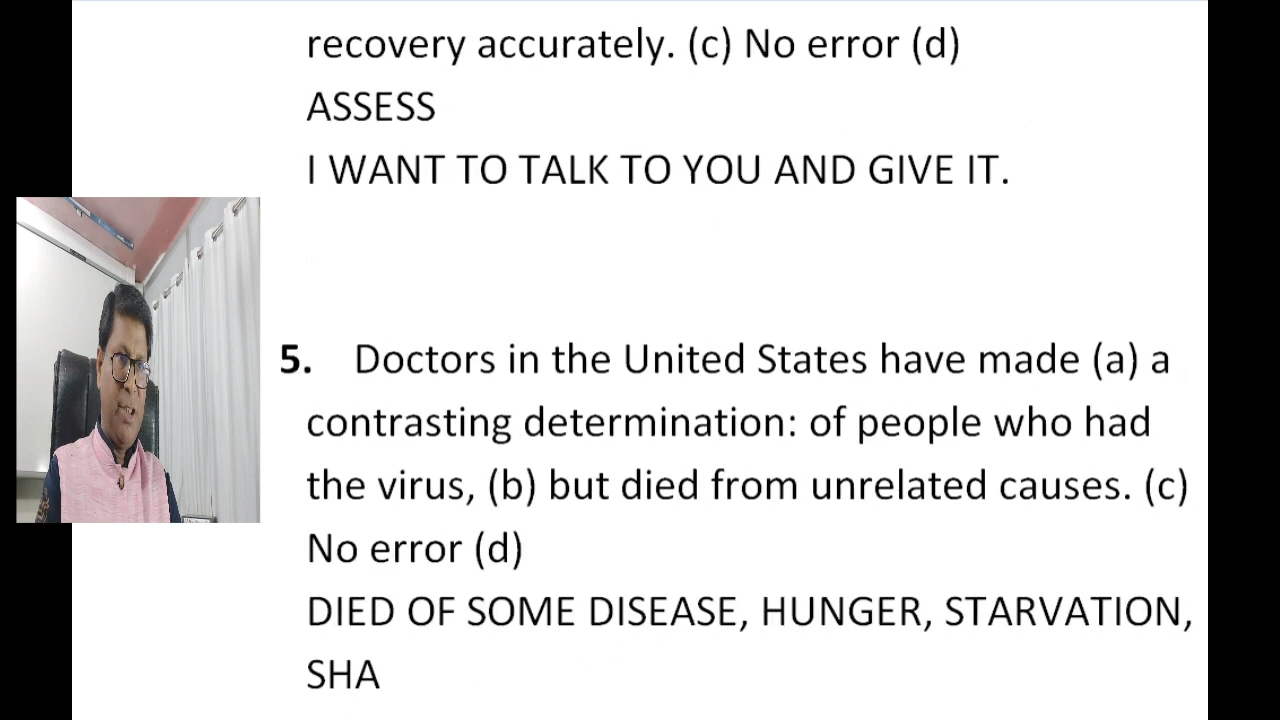 recovery accurately. (c) No error (d)
ASSESS
I WANT TO TALK TO YOU AND GIVE IT.
5. Doctors in the United States have made (a) a
contrasting determination: of people who had
the virus, (b) but died from unrelated causes. (c)
No error (d)
DIED OF SOME DISEASE, HUNGER, STARVATION,
SHA